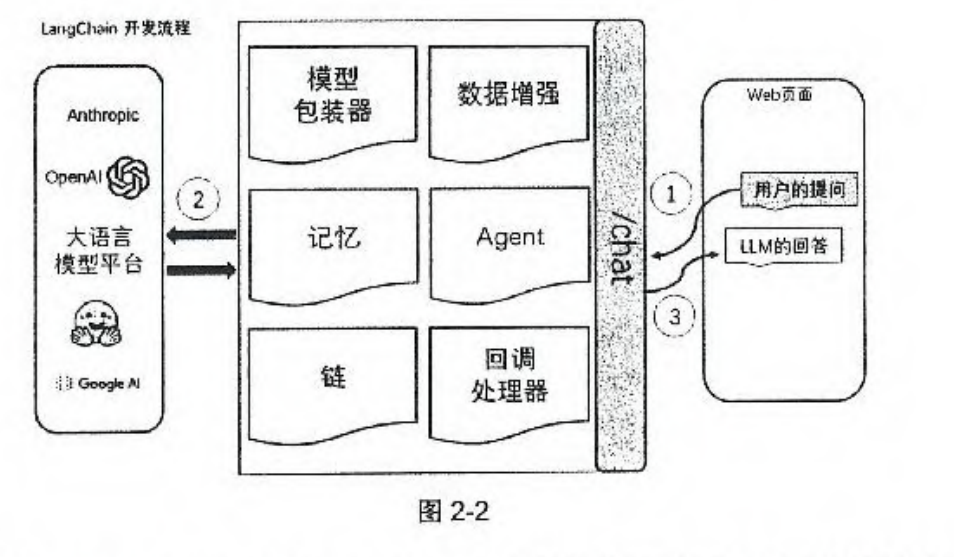 LangChain 开发流程
Anthropic
OpenAI
大语言
模型平台
Google AI
2
模型
包装器
数据增强
记忆
Agent
链
回调
处理器
/chat
1
3
Web页面
用户的提问
LLM的回答
图 2-2